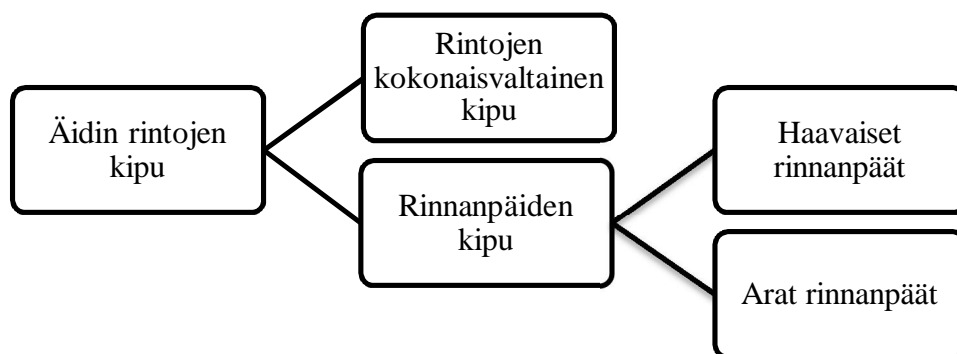 Äidin rintojen
kipu
Rintojen
kokonaisvaltainen
kipu
Rinnanpäiden
kipu
Haavaiset
rinnanpäät
Arat rinnanpäät